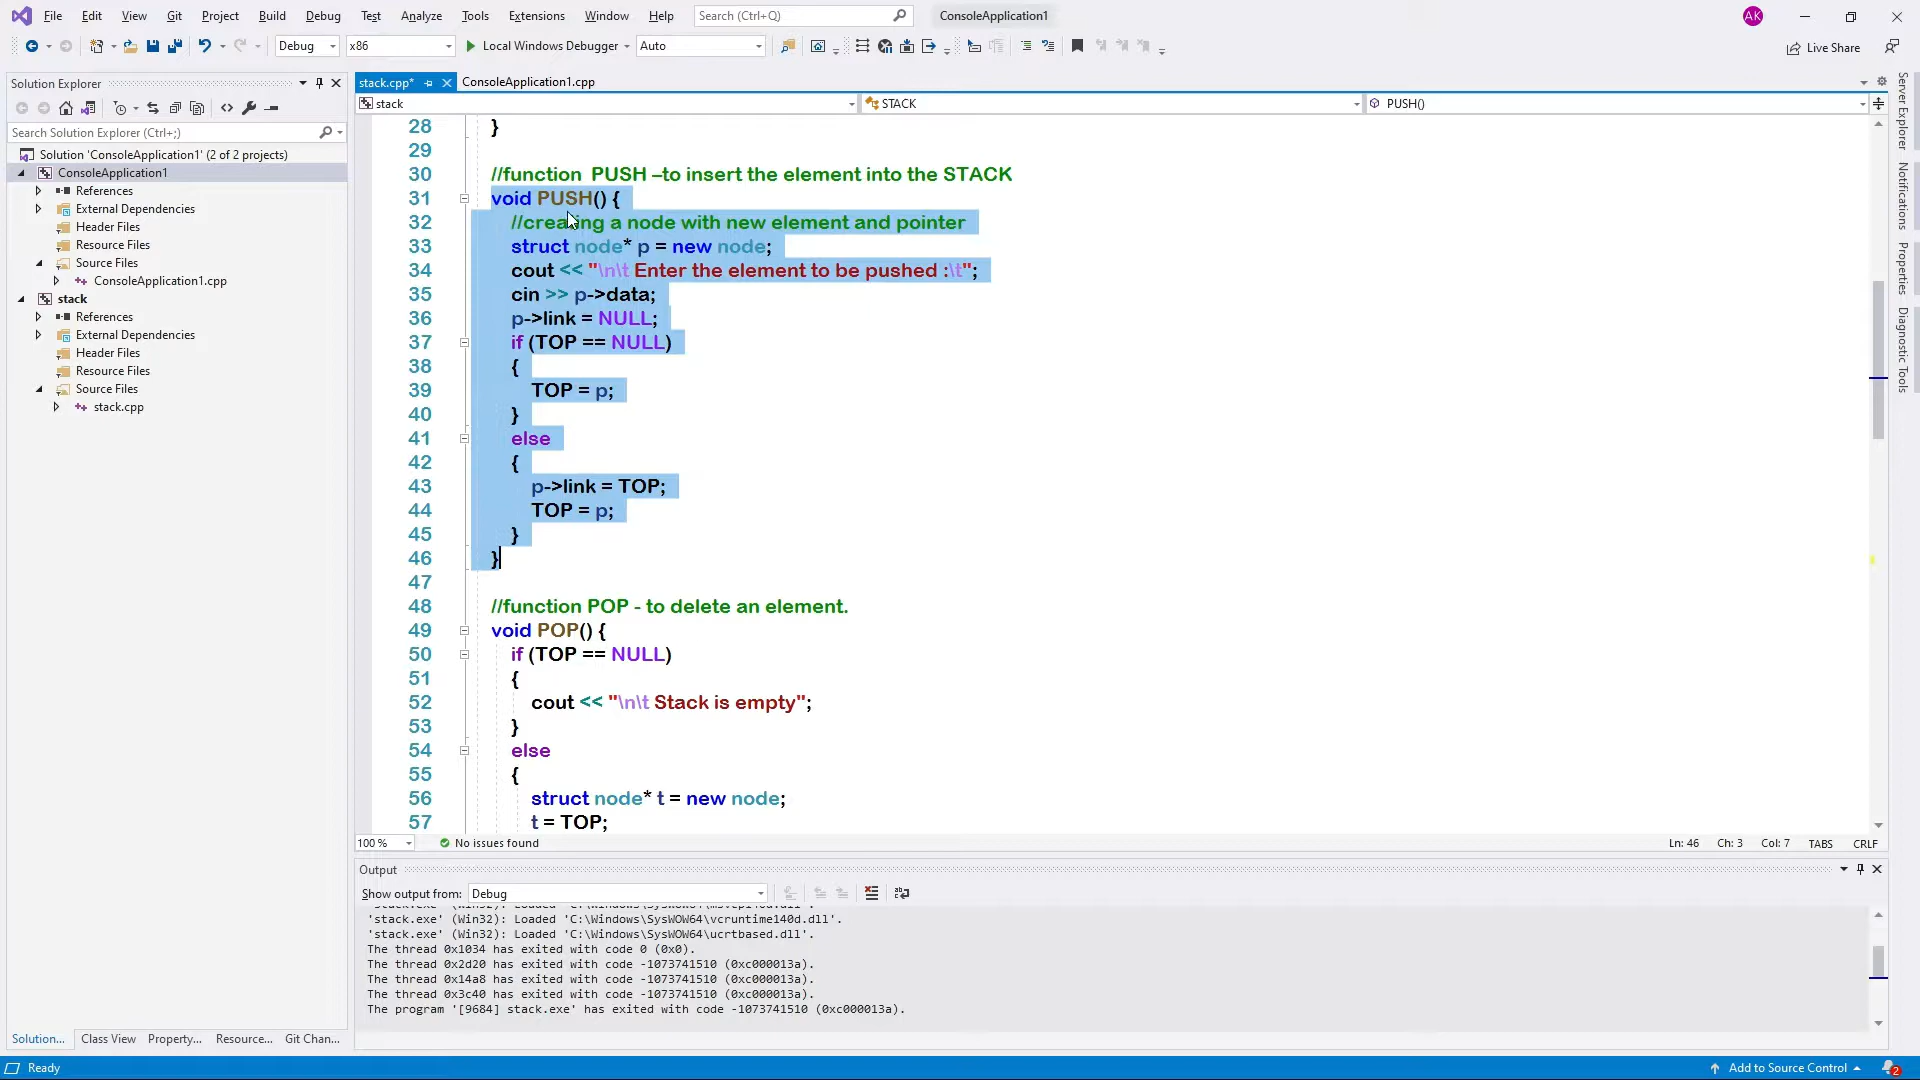 File Edit View Git Project Build Debug Test Analyze Tools Extensions Window Help Search (Ctrl+Q) ConsoleApplication1 AK
Debug x86 Local Windows Debugger Auto Live Share
Solution Explorer
Search Solution Explorer (Ctrl+;)
Solution 'ConsoleApplication1' (2 of 2 projects)
ConsoleApplication1
References
External Dependencies
Header Files
Resource Files
Source Files
ConsoleApplication1.cpp
stack
References
External Dependencies
Header Files
Resource Files
Source Files
stack.cpp
Solution... Class View Property... Resource... Git Chan...
stack.cpp* ConsoleApplication1.cpp
stack STACK PUSH()
28 }
29
30 //function  PUSH –to insert the element into the STACK
31 void PUSH() {
32 //creating a node with new element and pointer
33 struct node* p = new node;
34 cout << "\n\t Enter the element to be pushed :\t";
35 cin >> p->data;
36 p->link = NULL;
37 if (TOP == NULL)
38 {
39 TOP = p;
40 }
41 else
42 {
43 p->link = TOP;
44 TOP = p;
45 }
46 }
47
48 //function POP - to delete an element.
49 void POP() {
50 if (TOP == NULL)
51 {
52 cout << "\n\t Stack is empty";
53 }
54 else
55 {
56 struct node* t = new node;
57 t = TOP;
100 % No issues found Ln: 46 Ch: 3 Col: 7 TABS CRLF
Output
Show output from: Debug
'stack.exe' (Win32): Loaded 'C:\Windows\SysWOW64\vcruntime140d.dll'.
'stack.exe' (Win32): Loaded 'C:\Windows\SysWOW64\ucrtbased.dll'.
The thread 0x1034 has exited with code 0 (0x0).
The thread 0x2d20 has exited with code -1073741510 (0xc000013a).
The thread 0x14a8 has exited with code -1073741510 (0xc000013a).
The thread 0x3c40 has exited with code -1073741510 (0xc000013a).
The program '[9684] stack.exe' has exited with code -1073741510 (0xc000013a).
Server Explorer
Notifications
Properties
Diagnostic Tools
Ready Add to Source Control 2